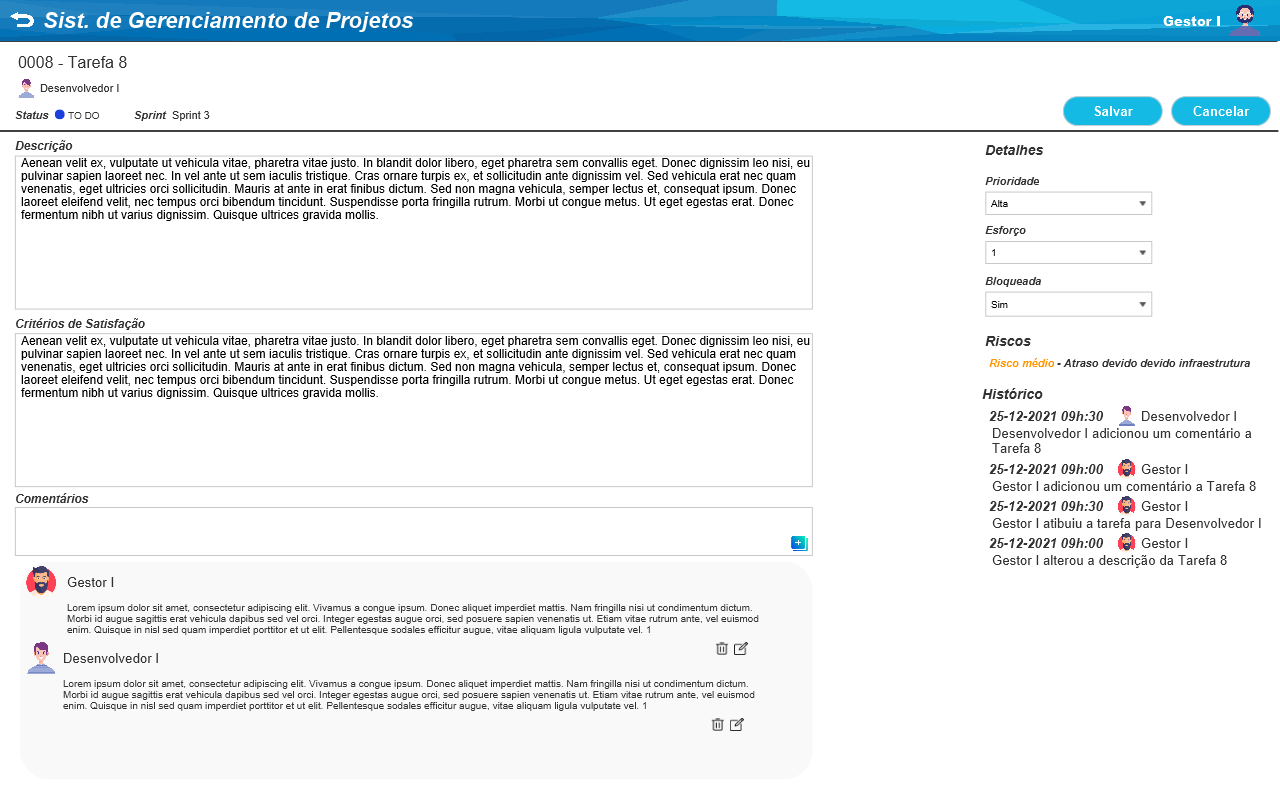 Sist. de Gerenciamento de Projetos
Gestor I
0008 - Tarefa 8
Desenvolvedor I
Status TO DO Sprint Sprint 3
Salvar Cancelar
Descrição
Aenean velit ex, vulputate ut vehicula vitae, pharetra vitae justo. In blandit dolor libero, eget pharetra sem convallis eget. Donec dignissim leo nisi, eu
pulvinar sapien laoreet nec. In vel ante ut sem iaculis tristique. Cras ornare turpis ex, et sollicitudin ante dignissim vel. Sed vehicula erat nec quam
venenatis, eget ultricies orci sollicitudin. Mauris at ante in erat finibus dictum. Sed non magna vehicula, semper lectus et, consequat ipsum. Donec
laoreet eleifend velit, nec tempus orci bibendum tincidunt. Suspendisse porta fringilla rutrum. Morbi ut congue metus. Ut eget egestas erat. Donec
fermentum nibh ut varius dignissim. Quisque ultrices gravida mollis.
Critérios de Satisfação
Aenean velit ex, vulputate ut vehicula vitae, pharetra vitae justo. In blandit dolor libero, eget pharetra sem convallis eget. Donec dignissim leo nisi, eu
pulvinar sapien laoreet nec. In vel ante ut sem iaculis tristique. Cras ornare turpis ex, et sollicitudin ante dignissim vel. Sed vehicula erat nec quam
venenatis, eget ultricies orci sollicitudin. Mauris at ante in erat finibus dictum. Sed non magna vehicula, semper lectus et, consequat ipsum. Donec
laoreet eleifend velit, nec tempus orci bibendum tincidunt. Suspendisse porta fringilla rutrum. Morbi ut congue metus. Ut eget egestas erat. Donec
fermentum nibh ut varius dignissim. Quisque ultrices gravida mollis.
Comentários
Gestor I
Lorem ipsum dolor sit amet, consectetur adipiscing elit. Vivamus a congue ipsum. Donec aliquet imperdiet mattis. Nam fringilla nisi ut condimentum dictum.
Morbi id augue sagittis erat vehicula dapibus sed vel orci. Integer egestas augue orci, sed posuere sapien venenatis ut. Etiam vitae rutrum ante, vel euismod
enim. Quisque in nisl sed quam imperdiet porttitor et ut elit. Pellentesque sodales efficitur augue, vitae aliquam ligula vulputate vel. 1
Desenvolvedor I
Lorem ipsum dolor sit amet, consectetur adipiscing elit. Vivamus a congue ipsum. Donec aliquet imperdiet mattis. Nam fringilla nisi ut condimentum dictum.
Morbi id augue sagittis erat vehicula dapibus sed vel orci. Integer egestas augue orci, sed posuere sapien venenatis ut. Etiam vitae rutrum ante, vel euismod
enim. Quisque in nisl sed quam imperdiet porttitor et ut elit. Pellentesque sodales efficitur augue, vitae aliquam ligula vulputate vel. 1
Detalhes
Prioridade
Alta
Esforço
1
Bloqueada
Sim
Riscos
Risco médio - Atraso devido devido infraestrutura
Histórico
25-12-2021 09h:30 Desenvolvedor I
Desenvolvedor I adicionou um comentário a
Tarefa 8
25-12-2021 09h:00 Gestor I
Gestor I adicionou um comentário a Tarefa 8
25-12-2021 09h:30 Gestor I
Gestor I atibuiu a tarefa para Desenvolvedor I
25-12-2021 09h:00 Gestor I
Gestor I alterou a descrição da Tarefa 8